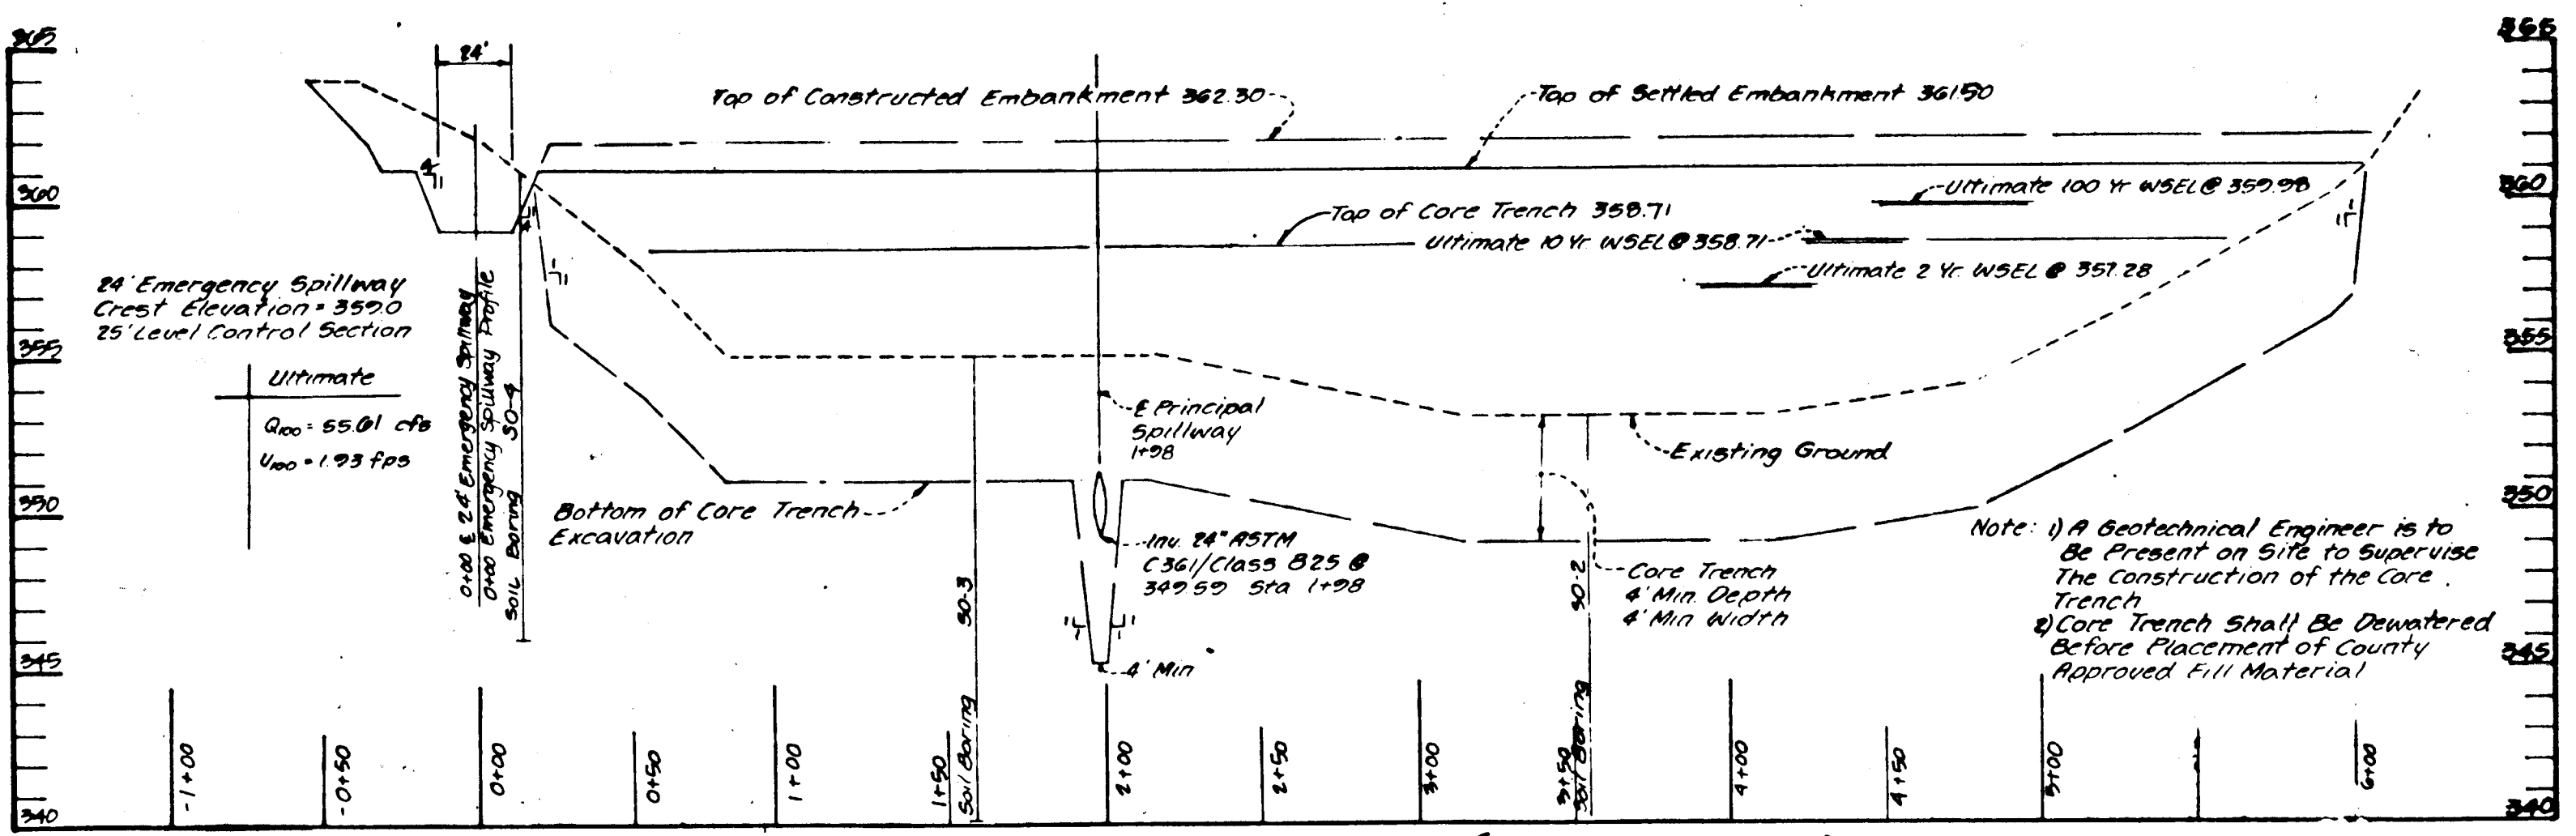 365
365
24'
Top of Constructed Embankment 362.30
Top of Settled Embankment 361.50
4
1
360
Ultimate 100 Yr WSEL @ 359.98
360
Top of Core Trench 358.71
Ultimate 10 Yr. WSEL @ 358.71
Ultimate 2 Yr. WSEL @ 357.28
24' Emergency Spillway
Crest Elevation = 359.0
25' Level Control Section
355
355
Ultimate
Q100 = 55.61 cfs
V100 = 1.93 fps
0+00 ℄ 24' Emergency Spillway
0+00 Emergency Spillway Profile
Soil Boring SO-4
℄ Principal
Spillway
1+98
Existing Ground
350
350
Bottom of Core Trench
Excavation
Inv. 24" ASTM
C361/Class B25 @
349.59 Sta 1+98
Core Trench
4' Min. Depth
4' Min Width
Note: 1) A Geotechnical Engineer is to
Be Present on Site to Supervise
The Construction of the Core
Trench
2) Core Trench Shall Be Dewatered
Before Placement of County
Approved Fill Material
345
345
4' Min
Soil Boring SO-3
Soil Boring SO-2
-1+00
-0+50
0+00
0+50
1+00
1+50
2+00
2+50
3+00
3+50
4+00
4+50
5+00
6+00
340
340